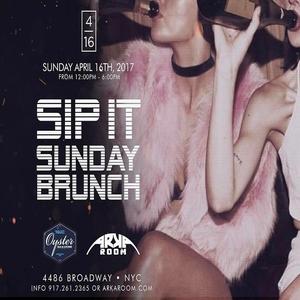 4
16
SUNDAY APRIL 16TH, 2017
FROM 12:00PM - 6:00PM
SIP IT
SUNDAY
BRUNCH
Oyster
ARKA
ROOM
4486 BROADWAY • NYC
INFO 917.261.2365 OR ARKAROOM.COM